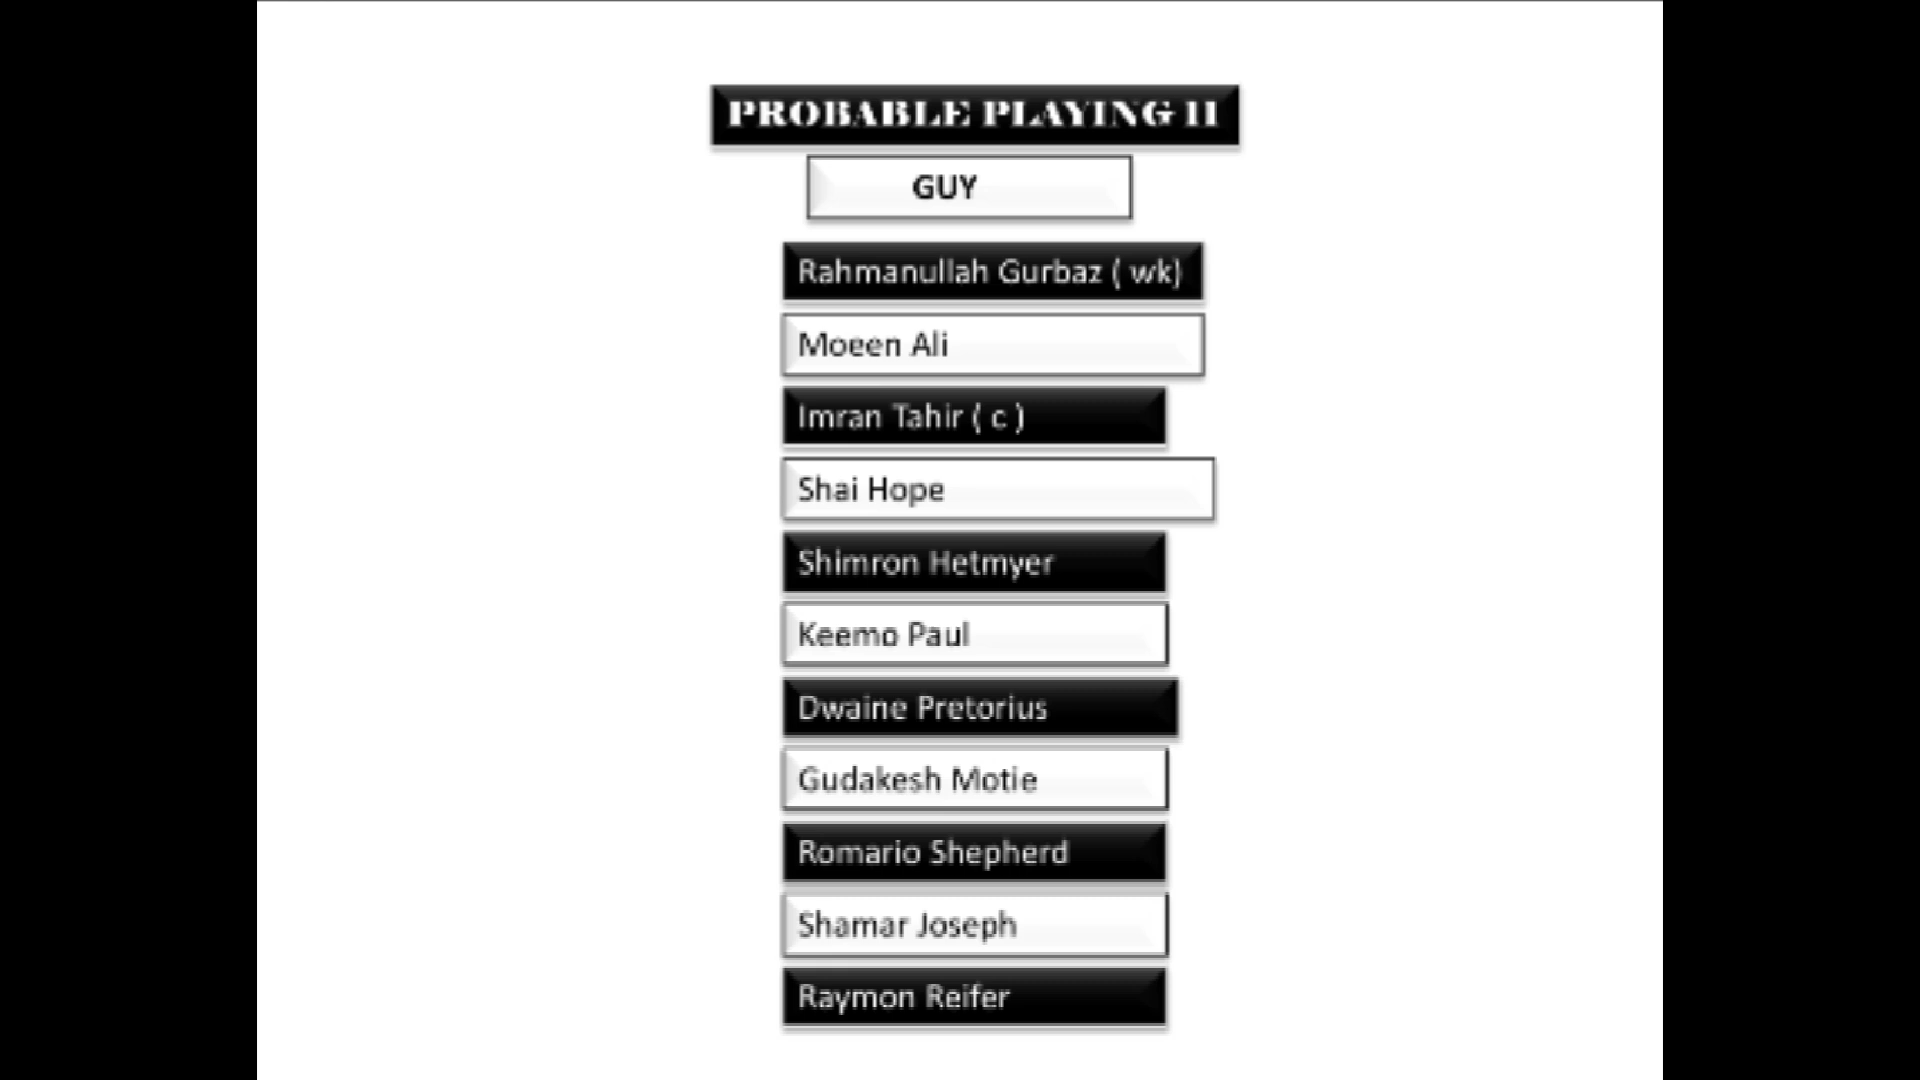 PROBABLE PLAYING 11
GUY
Rahmanullah Gurbaz ( wk)
Moeen Ali
Imran Tahir ( c )
Shai Hope
Shimron Hetmyer
Keemo Paul
Dwaine Pretorius
Gudakesh Motie
Romario Shepherd
Shamar Joseph
Raymon Reifer